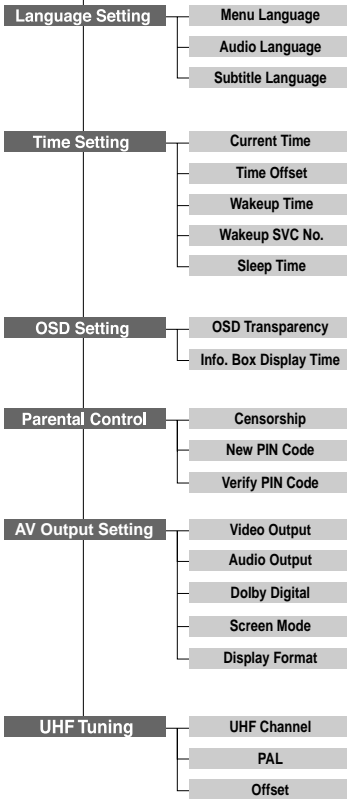 Language Setting
Menu Language
Audio Language
Subtitle Language
Time Setting
Current Time
Time Offset
Wakeup Time
Wakeup SVC No.
Sleep Time
OSD Setting
OSD Transparency
Info. Box Display Time
Parental Control
Censorship
New PIN Code
Verify PIN Code
AV Output Setting
Video Output
Audio Output
Dolby Digital
Screen Mode
Display Format
UHF Tuning
UHF Channel
PAL
Offset